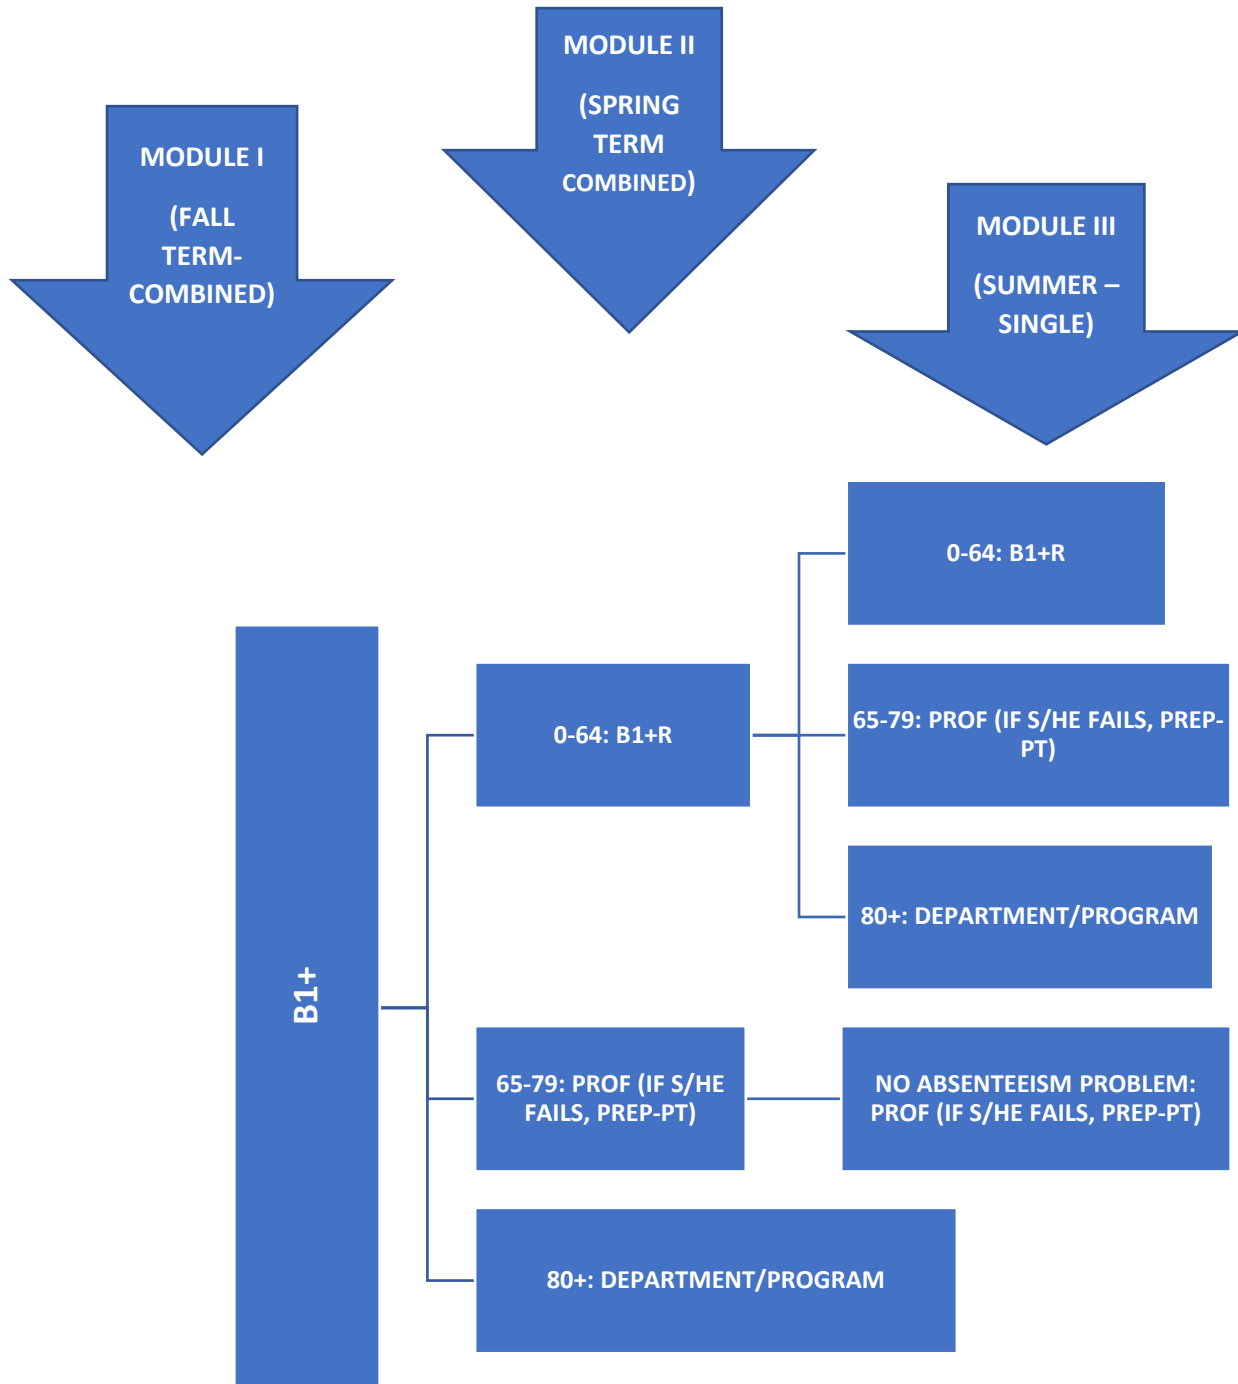 MODULE I
(FALL
TERM-
COMBINED)
MODULE II
(SPRING
TERM
COMBINED)
MODULE III
(SUMMER –
SINGLE)
B1+
0-64: B1+R
0-64: B1+R
65-79: PROF (IF S/HE FAILS, PREP-
PT)
80+: DEPARTMENT/PROGRAM
65-79: PROF (IF S/HE
FAILS, PREP-PT)
NO ABSENTEEISM PROBLEM:
PROF (IF S/HE FAILS, PREP-PT)
80+: DEPARTMENT/PROGRAM